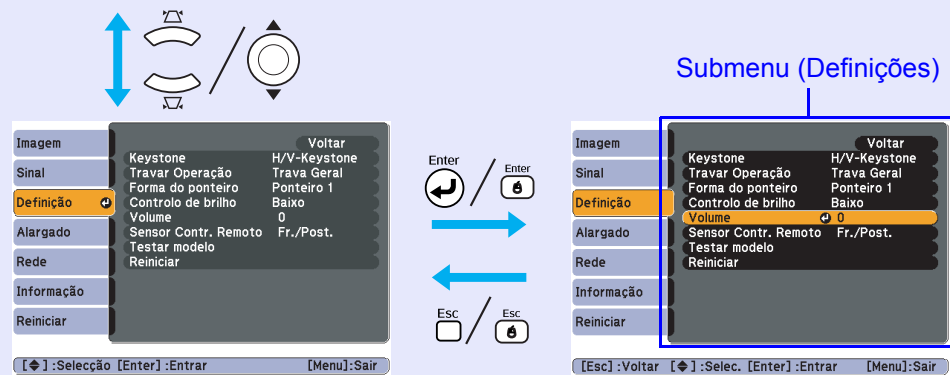 Submenu (Definições)
Imagem
Sinal
Definição
Alargado
Rede
Informação
Reiniciar
Voltar
Keystone H/V-Keystone
Travar Operação Trava Geral
Forma do ponteiro Ponteiro 1
Controlo de brilho Baixo
Volume 0
Sensor Contr. Remoto Fr./Post.
Testar modelo
Reiniciar
[ ] :Selecção [Enter] :Entrar [Menu]:Sair
Enter
Enter
Esc
Esc
Imagem
Sinal
Definição
Alargado
Rede
Informação
Reiniciar
Voltar
Keystone H/V-Keystone
Travar Operação Trava Geral
Forma do ponteiro Ponteiro 1
Controlo de brilho Baixo
Volume 0
Sensor Contr. Remoto Fr./Post.
Testar modelo
Reiniciar
[Esc] :Voltar [ ] :Selec. [Enter] :Entrar [Menu]:Sair